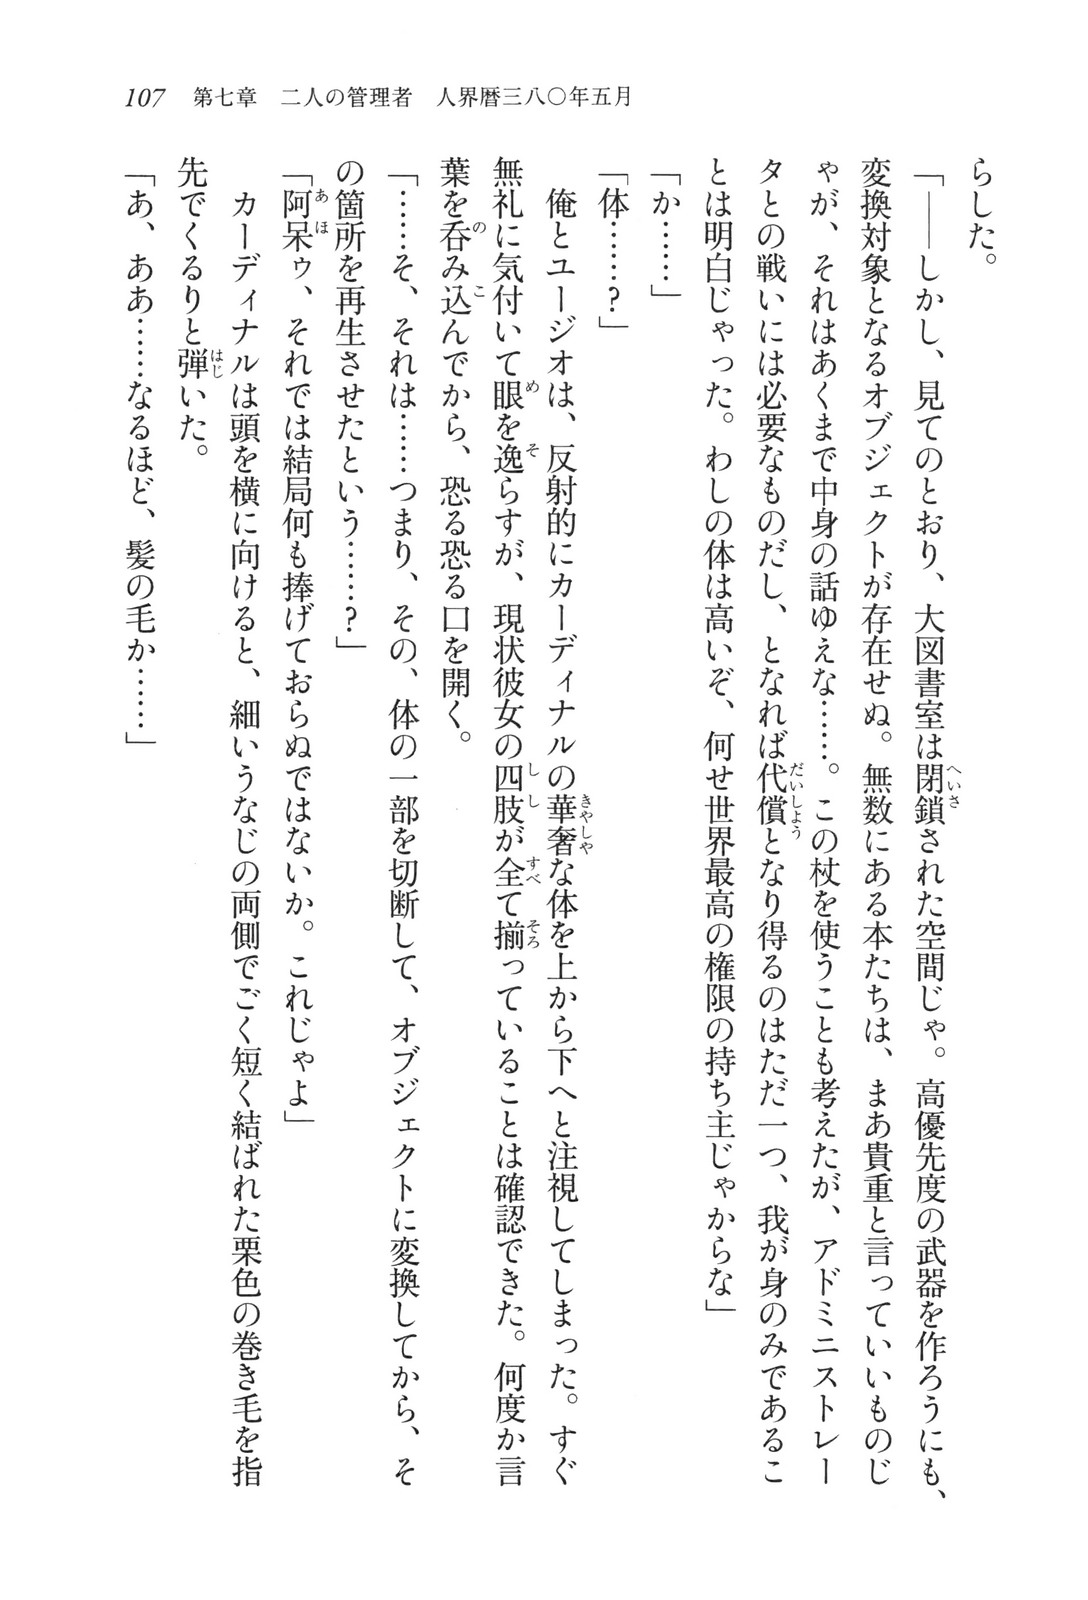 107　第七章　二人の管理者　人界暦三八〇年五月
らした。
「――しかし、見てのとおり、大図書室は閉鎖された空間じゃ。高優先度の武器を作ろうにも、
変換対象となるオブジェクトが存在せぬ。無数にある本たちは、まあ貴重と言っていいものじ
ゃが、それはあくまで中身の話ゆえな……。この杖を使うことも考えたが、アドミニストレー
タとの戦いには必要なものだし、となれば代償となり得るのはただ一つ、我が身のみであるこ
とは明白じゃった。わしの体は高いぞ、何せ世界最高の権限の持ち主じゃからな」
「か……」
「体……？」
　俺とユージオは、反射的にカーディナルの華奢な体を上から下へと注視してしまった。すぐ
無礼に気付いて眼を逸らすが、現状彼女の四肢が全て揃っていることは確認できた。何度か言
葉を呑み込んでから、恐る恐る口を開く。
「……そ、それは……つまり、その、体の一部を切断して、オブジェクトに変換してから、そ
の箇所を再生させたという……？」
「阿呆ゥ、それでは結局何も捧げておらぬではないか。これじゃよ」
　カーディナルは頭を横に向けると、細いうなじの両側でごく短く結ばれた栗色の巻き毛を指
先でくるりと弾いた。
「あ、ああ……なるほど、髪の毛か……」